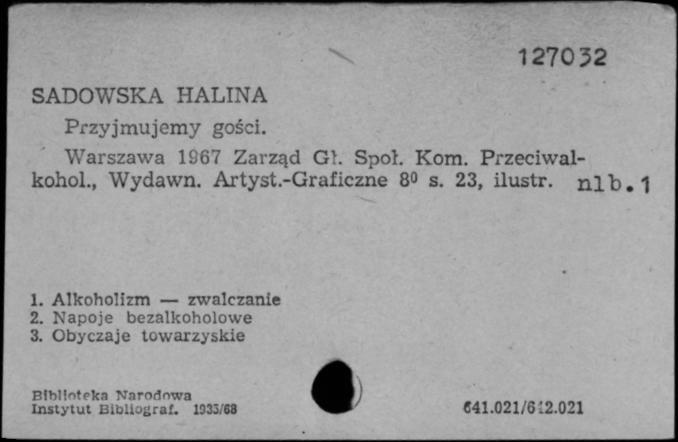 127032
SADOWSKA HALINA
Przyjmujemy gości.
Warszawa 1967 Zarząd Gł. Społ. Kom. Przeciwal-
kohol., Wydawn. Artyst.-Graficzne 8⁰ s. 23, ilustr. nlb.1
1. Alkoholizm — zwalczanie
2. Napoje bezalkoholowe
3. Obyczaje towarzyskie
Biblioteka Narodowa
Instytut Bibliograf. 1935/68
641.021/642.021